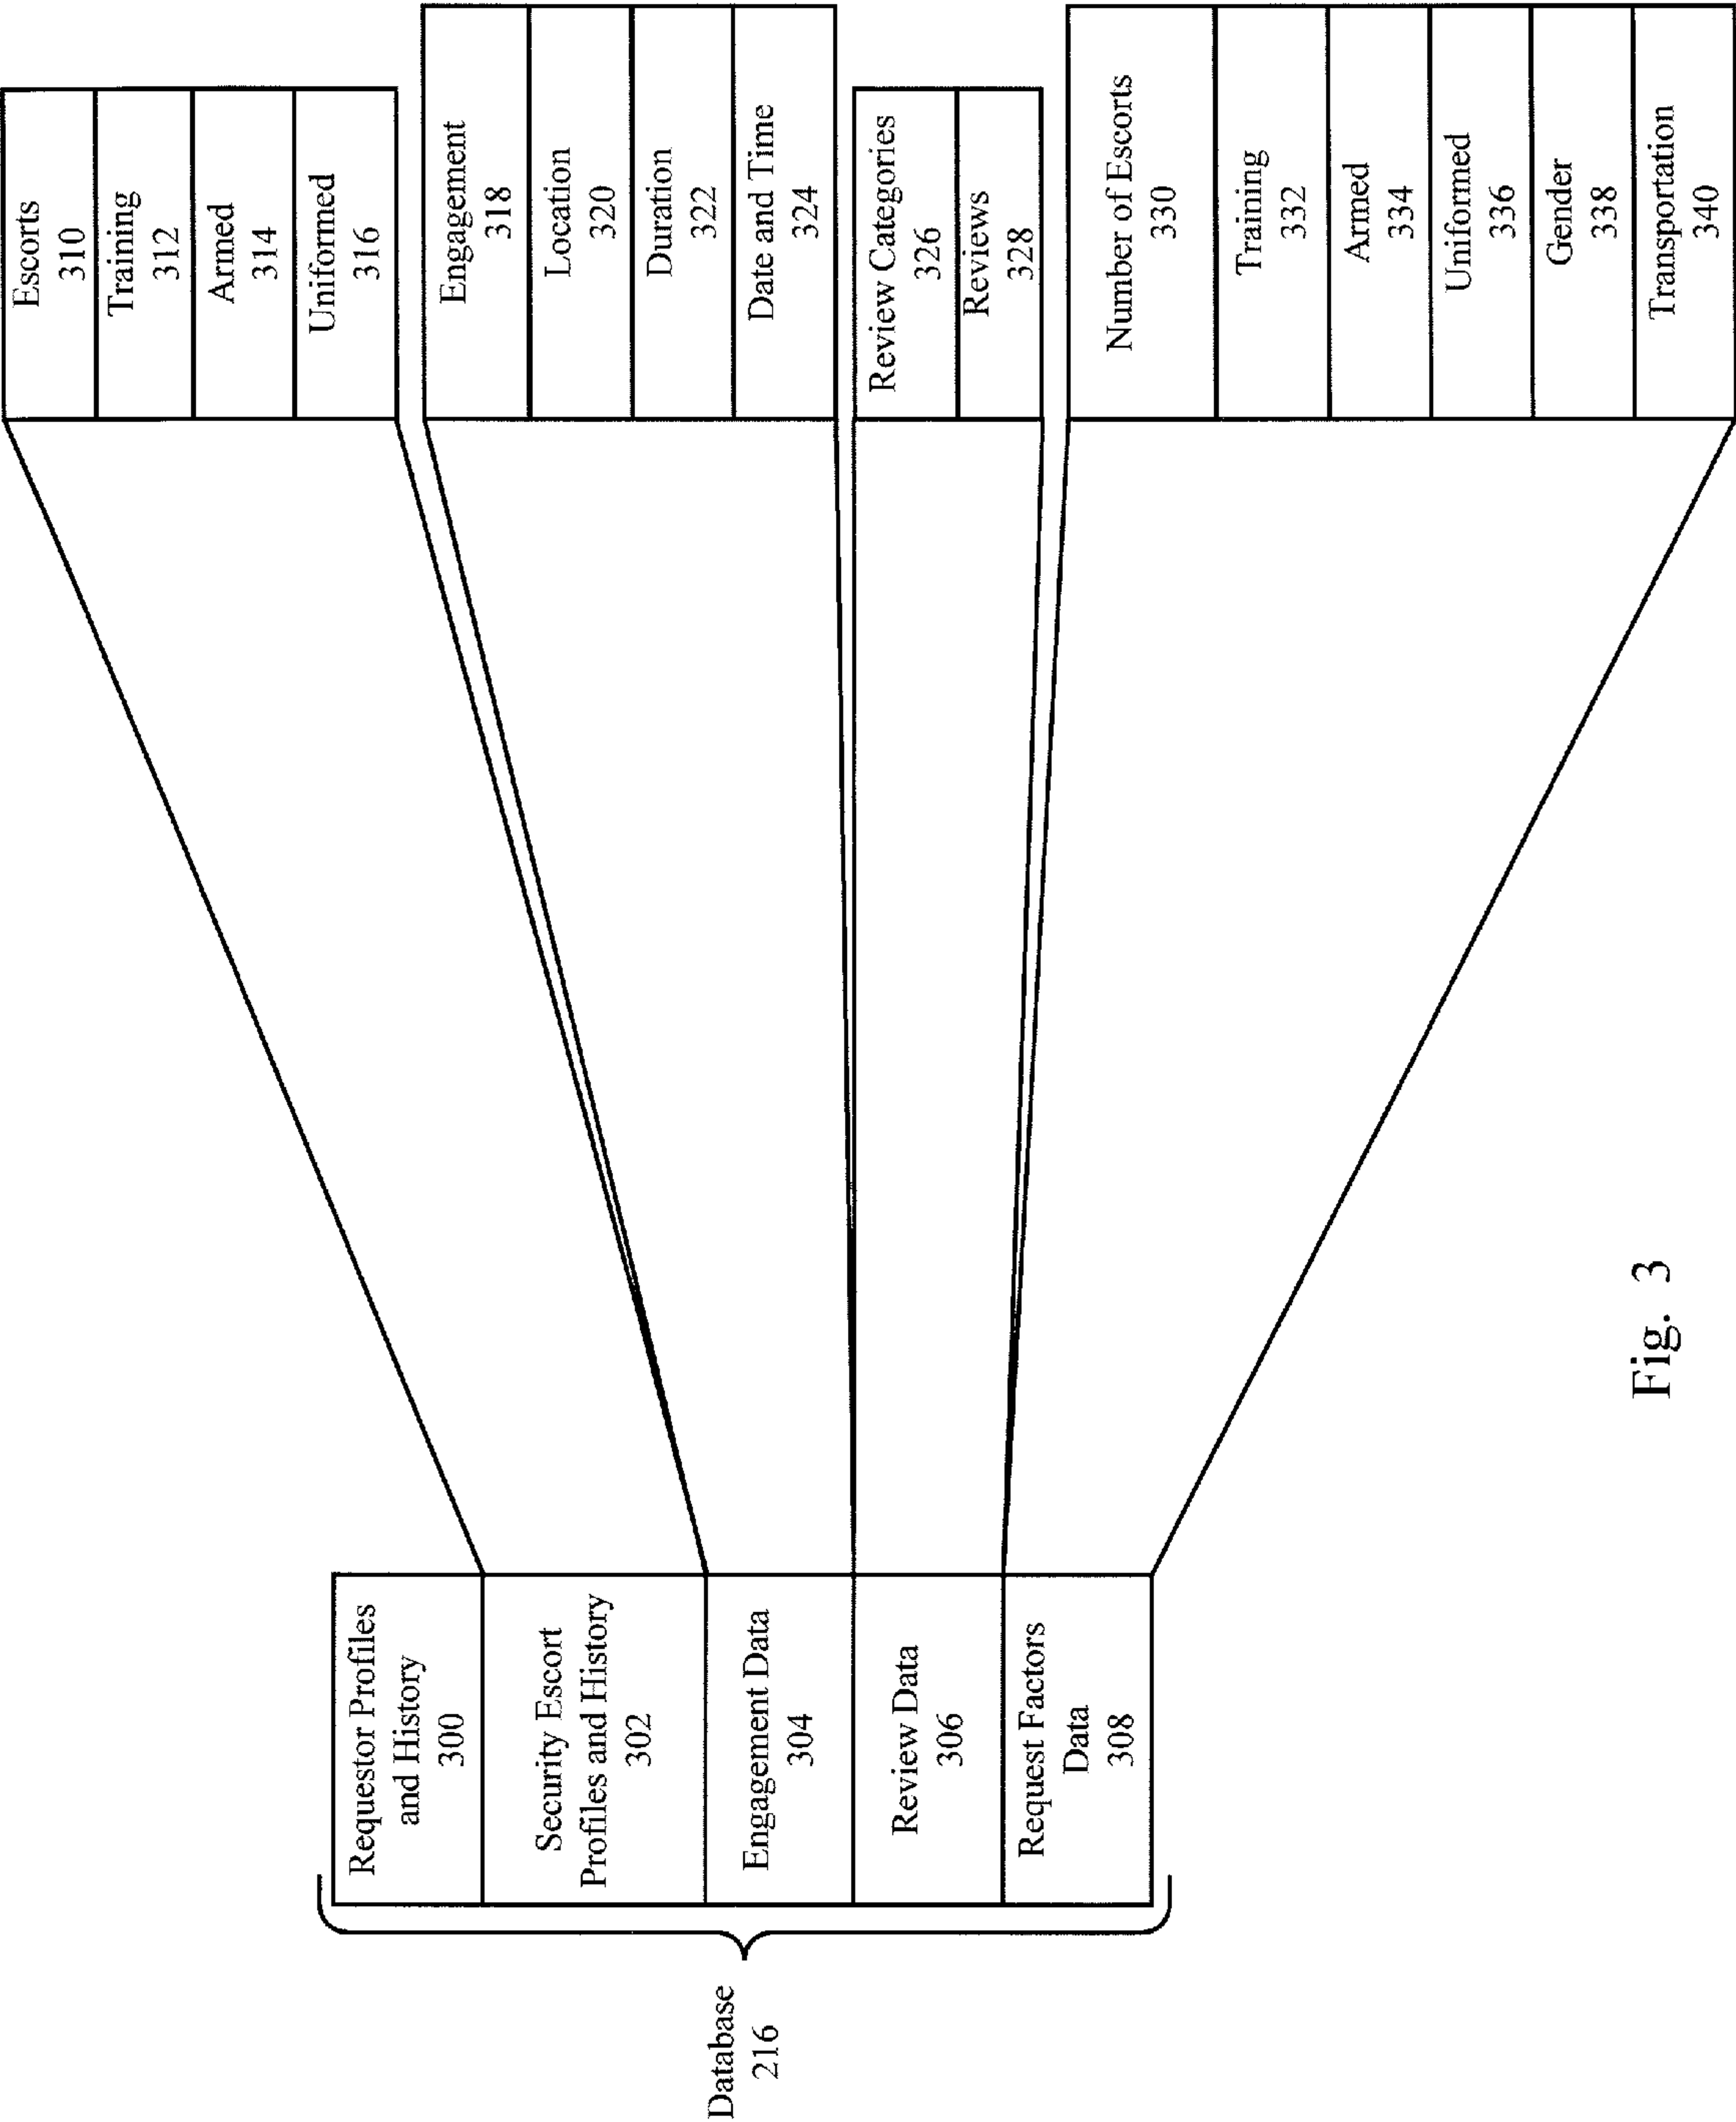 Database
216
Requestor Profiles
and History
300
Security Escort
Profiles and History
302
Engagement Data
304
Review Data
306
Request Factors
Data
308
Escorts
310
Training
312
Armed
314
Uniformed
316
Engagement
318
Location
320
Duration
322
Date and Time
324
Review Categories
326
Reviews
328
Number of Escorts
330
Training
332
Armed
334
Uniformed
336
Gender
338
Transportation
340
Fig. 3